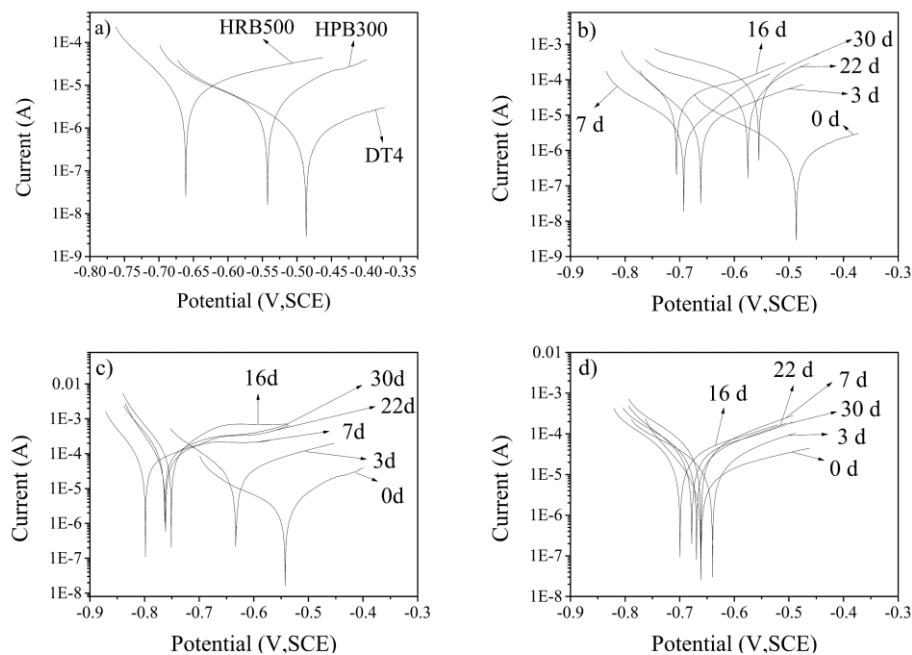 a)
HRB500
HPB300
DT4
Current (A)
1E-4
1E-5
1E-6
1E-7
1E-8
1E-9
-0.80 -0.75 -0.70 -0.65 -0.60 -0.55 -0.50 -0.45 -0.40 -0.35
Potential (V,SCE)
b)
16 d
30 d
22 d
3 d
0 d
7 d
Current (A)
1E-3
1E-4
1E-5
1E-6
1E-7
1E-8
1E-9
-0.9 -0.8 -0.7 -0.6 -0.5 -0.4 -0.3
Potential (V,SCE)
c)
16d
30d
22d
7d
3d
0d
Current (A)
0.01
1E-3
1E-4
1E-5
1E-6
1E-7
1E-8
-0.9 -0.8 -0.7 -0.6 -0.5 -0.4 -0.3
Potential (V,SCE)
d)
22 d
7 d
16 d
30 d
3 d
0 d
Current (A)
0.01
1E-3
1E-4
1E-5
1E-6
1E-7
1E-8
-0.9 -0.8 -0.7 -0.6 -0.5 -0.4 -0.3
Potential (V,SCE)